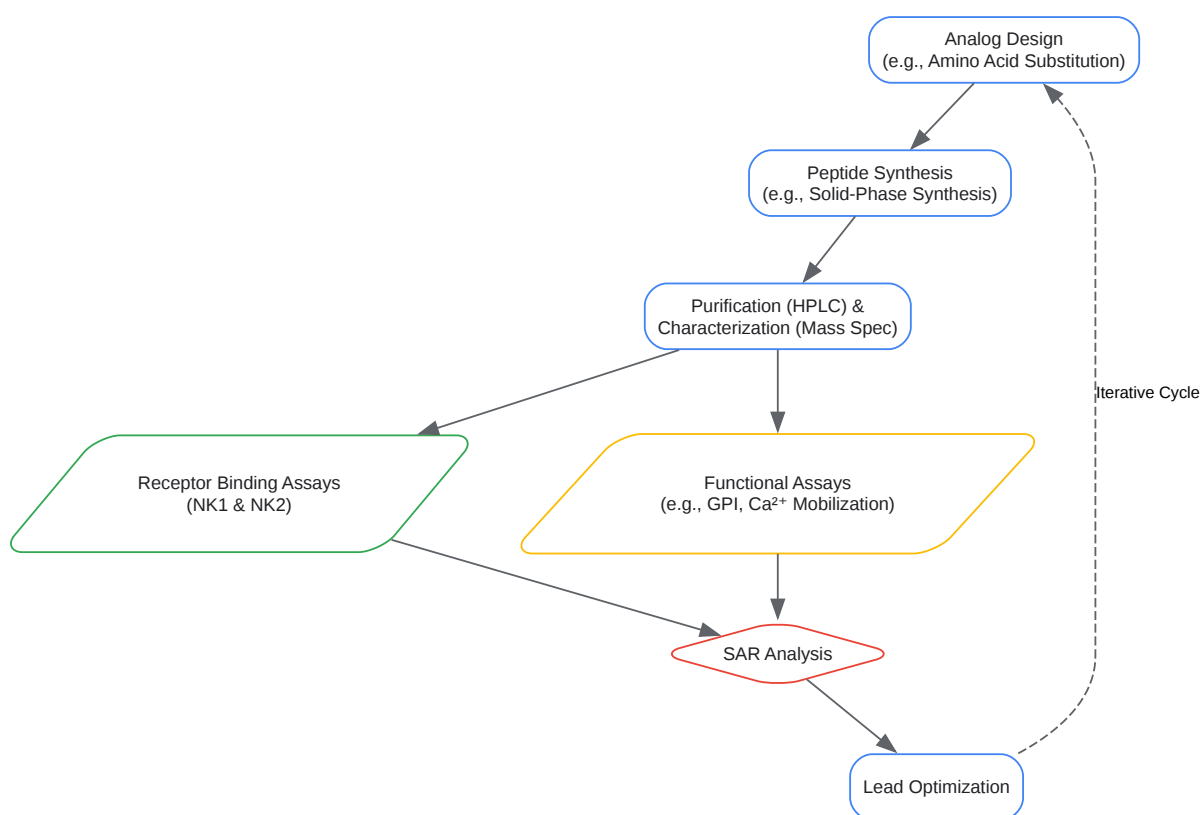 Analog Design
(e.g., Amino Acid Substitution)
Peptide Synthesis
(e.g., Solid-Phase Synthesis)
Purification (HPLC) &
Characterization (Mass Spec)
Iterative Cycle
Receptor Binding Assays
(NK1 & NK2)
Functional Assays
(e.g., GPI, Ca²⁺ Mobilization)
SAR Analysis
Lead Optimization